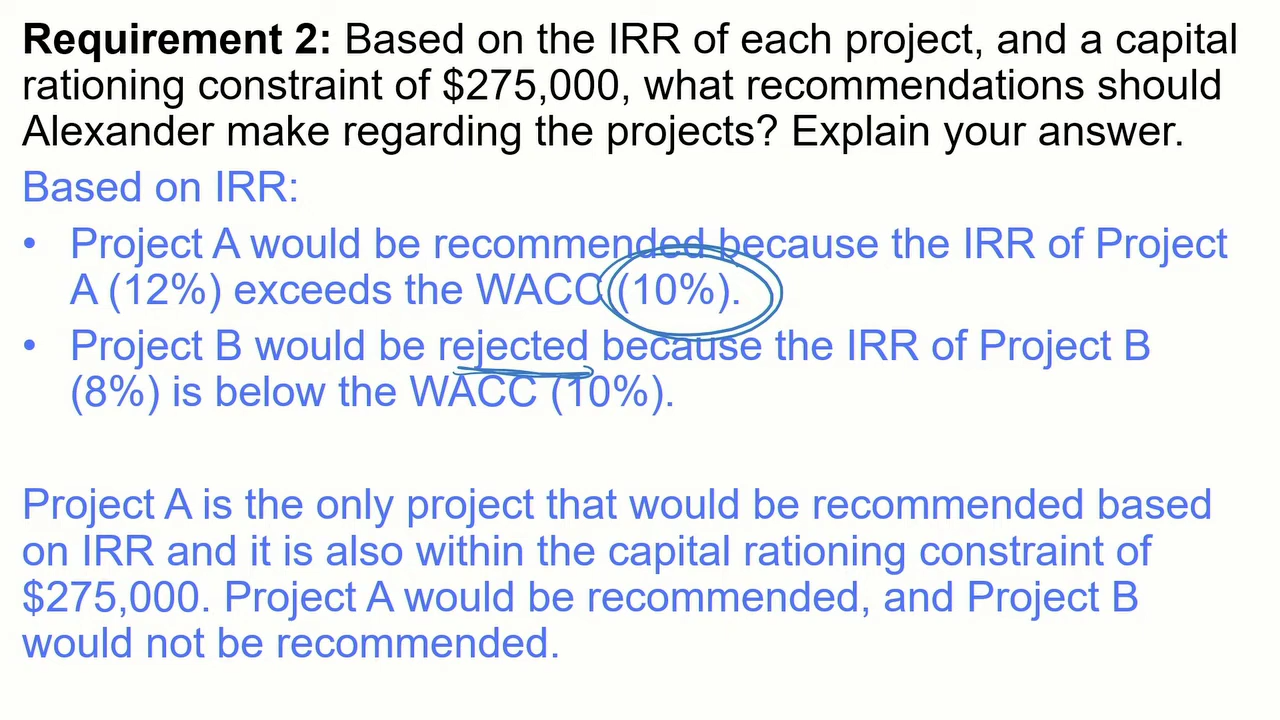 Requirement 2: Based on the IRR of each project, and a capital
rationing constraint of $275,000, what recommendations should
Alexander make regarding the projects? Explain your answer.
Based on IRR:
• Project A would be recommended because the IRR of Project
A (12%) exceeds the WACC (10%).
• Project B would be rejected because the IRR of Project B
(8%) is below the WACC (10%).
Project A is the only project that would be recommended based
on IRR and it is also within the capital rationing constraint of
$275,000. Project A would be recommended, and Project B
would not be recommended.